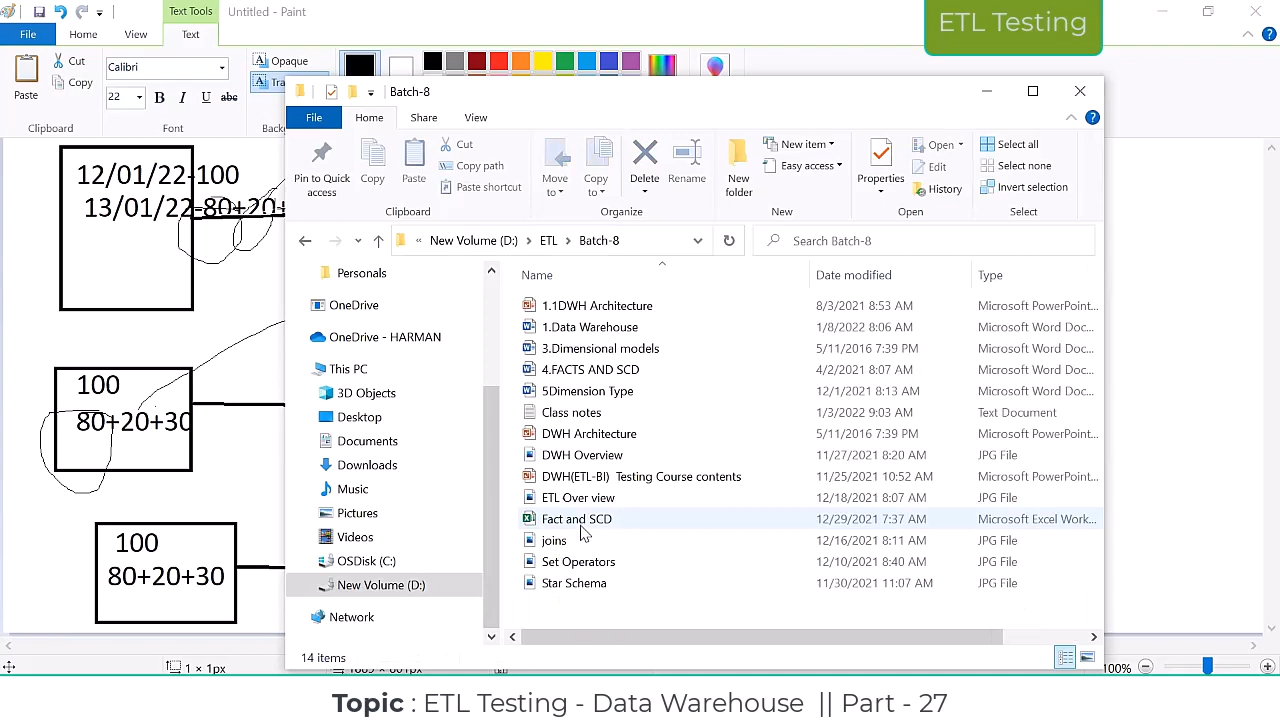 Text Tools
Untitled - Paint
ETL Testing
File
Home
View
Text
Paste
Cut
Copy
Clipboard
Calibri
22
B I U abc
Font
Opaque
12/01/22-100
13/01/22-80+20+
100
80+20+30
100
80+20+30
Batch-8
File
Home
Share
View
Pin to Quick access
Copy
Paste
Cut
Copy path
Paste shortcut
Clipboard
Move to
Copy to
Delete
Rename
Organize
New folder
New item
Easy access
New
Properties
Open
Edit
History
Open
Select all
Select none
Invert selection
Select
« New Volume (D:) > ETL > Batch-8
Search Batch-8
Personals
OneDrive
OneDrive - HARMAN
This PC
3D Objects
Desktop
Documents
Downloads
Music
Pictures
Videos
OSDisk (C:)
New Volume (D:)
Network
Name Date modified Type
1.1DWH Architecture 8/3/2021 8:53 AM Microsoft PowerPoint...
1.Data Warehouse 1/8/2022 8:06 AM Microsoft Word Doc...
3.Dimensional models 5/11/2016 7:39 PM Microsoft Word Doc...
4.FACTS AND SCD 4/2/2021 8:07 AM Microsoft Word Doc...
5Dimension Type 12/1/2021 8:13 AM Microsoft Word Doc...
Class notes 1/3/2022 9:03 AM Text Document
DWH Architecture 5/11/2016 7:39 PM Microsoft PowerPoint...
DWH Overview 11/27/2021 8:20 AM JPG File
DWH(ETL-BI) Testing Course contents 11/25/2021 10:52 AM Microsoft PowerPoint...
ETL Over view 12/18/2021 8:07 AM JPG File
Fact and SCD 12/29/2021 7:37 AM Microsoft Excel Work...
joins 12/16/2021 8:11 AM JPG File
Set Operators 12/10/2021 8:40 AM JPG File
Star Schema 11/30/2021 11:07 AM JPG File
14 items
1 × 1px
100%
Topic : ETL Testing - Data Warehouse || Part - 27